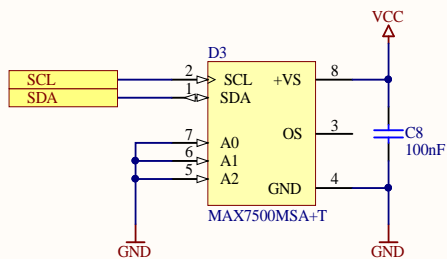 VCC
D3
SCL 2 SCL +VS 8
SDA 1 SDA
7 A0 OS 3
6 A1
5 A2
GND 4
C8
100nF
MAX7500MSA+T
GND
GND